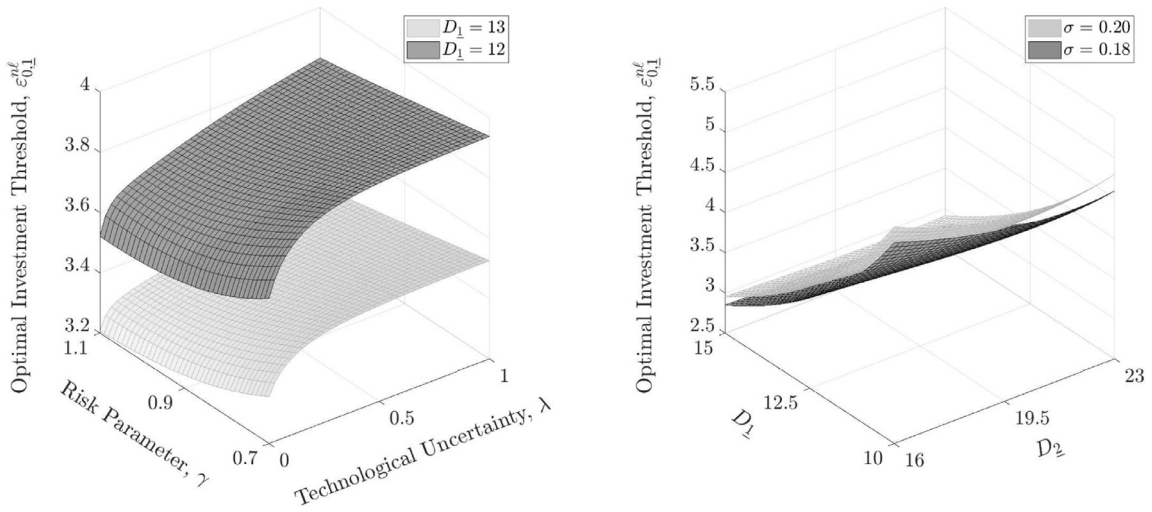 D_1 = 13
D_1 = 12
Optimal Investment Threshold, ε^{nℓ}_{0,1}
4
3.8
3.6
3.4
3.2
1.1
0.9
0.7
Risk Parameter, γ
0
0.5
1
Technological Uncertainty, λ
σ = 0.20
σ = 0.18
Optimal Investment Threshold, ε^{nℓ}_{0,1}
5.5
5
4.5
4
3.5
3
2.5
15
12.5
10
D_1
16
19.5
23
D_2